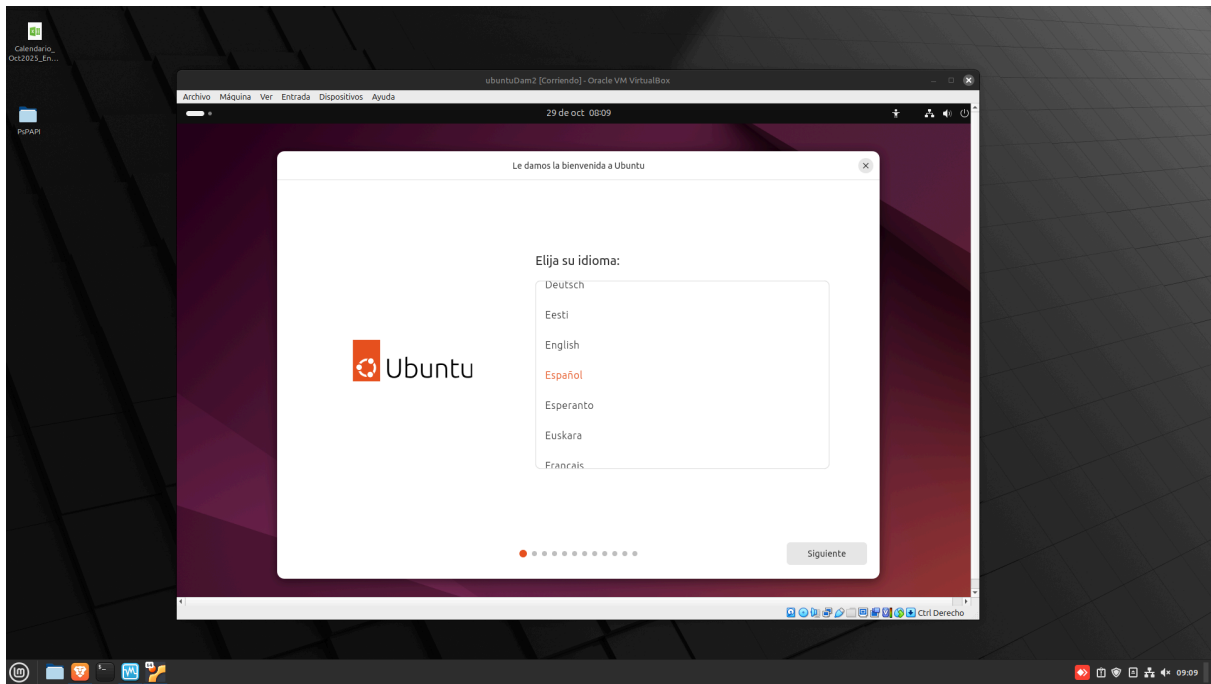 Calendario_
Oct2025_En...
PsPAPI
ubuntuDam2 [Corriendo] - Oracle VM VirtualBox
Archivo Máquina Ver Entrada Dispositivos Ayuda
29 de oct 08:09
Le damos la bienvenida a Ubuntu
Elija su idioma:
Deutsch
Eesti
English
Español
Esperanto
Euskara
Français
Ubuntu
Siguiente
Ctrl Derecho
09:09